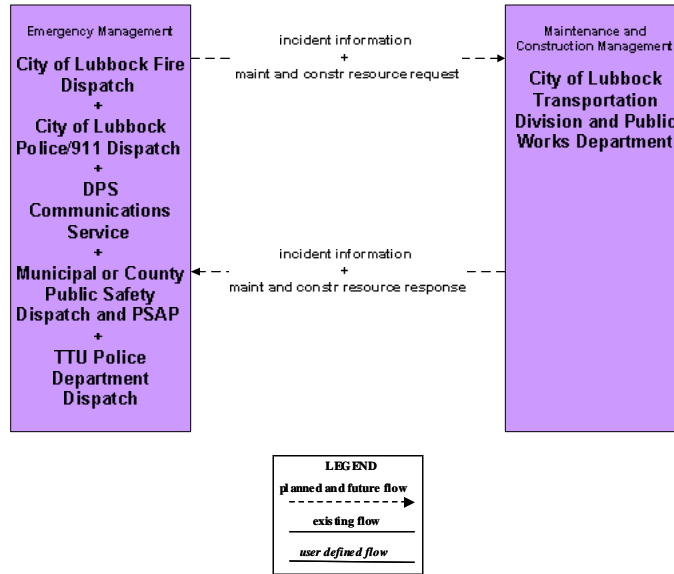 Emergency Management
City of Lubbock Fire
Dispatch
+
City of Lubbock
Police/911 Dispatch
+
DPS
Communications
Service
+
Municipal or County
Public Safety
Dispatch and PSAP
+
TTU Police
Department
Dispatch
incident information
+
maint and constr resource request
incident information
+
maint and constr resource response
Maintenance and
Construction Management
City of Lubbock
Transportation
Division and Public
Works Department
LEGEND
planned and future flow
existing flow
user defined flow